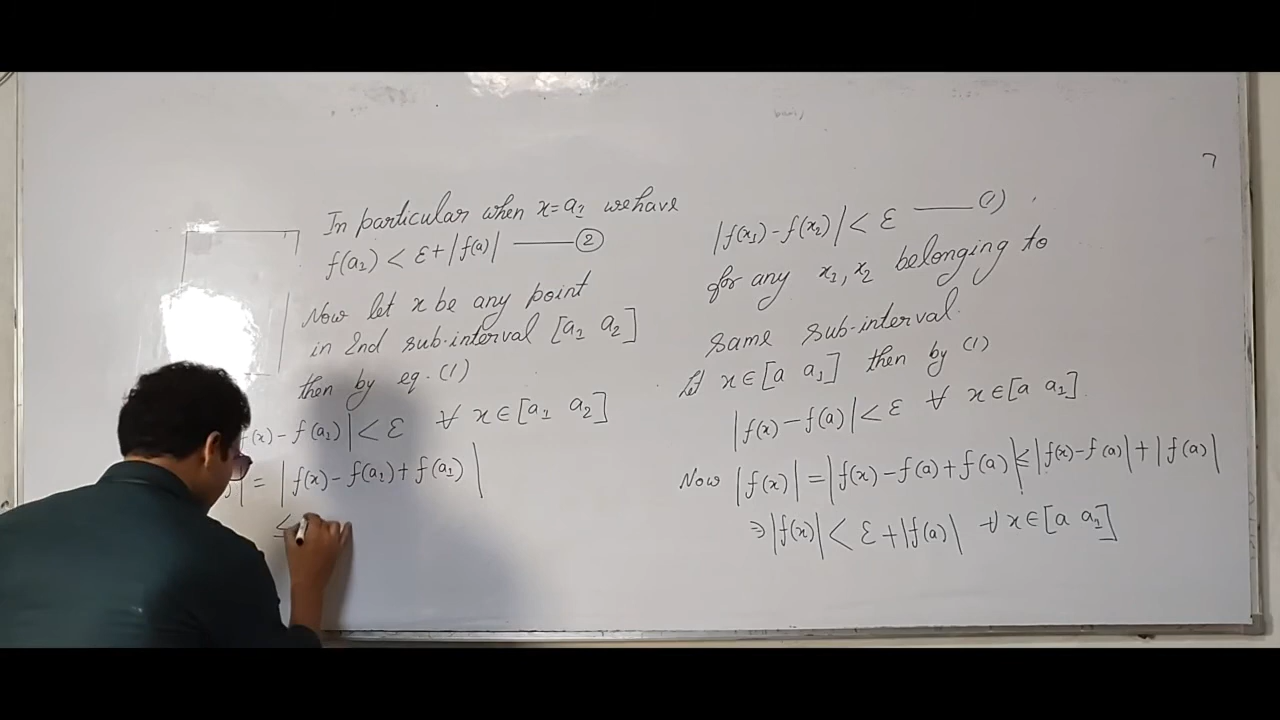 In particular when x=a₁ we have
f(a₁) < ε+|f(a)| —— ②
Now let x be any point
in 2nd sub-interval [a₁ a₂]
then by eq. (1)
f(x) - f(a₁)| < ε ∀ x ∈ [a₁ a₂]
| = |f(x) - f(a₁) + f(a₁)|
≤
|f(x₁) - f(x₂)| < ε —— (1)
for any x₁, x₂ belonging to
same sub-interval.
let x ∈ [a a₁] then by (1)
|f(x) - f(a)| < ε ∀ x ∈ [a a₁]
Now |f(x)| = |f(x) - f(a) + f(a)| ≤ |f(x) - f(a)| + |f(a)|
⇒ |f(x)| < ε + |f(a)| ∀ x ∈ [a a₁]